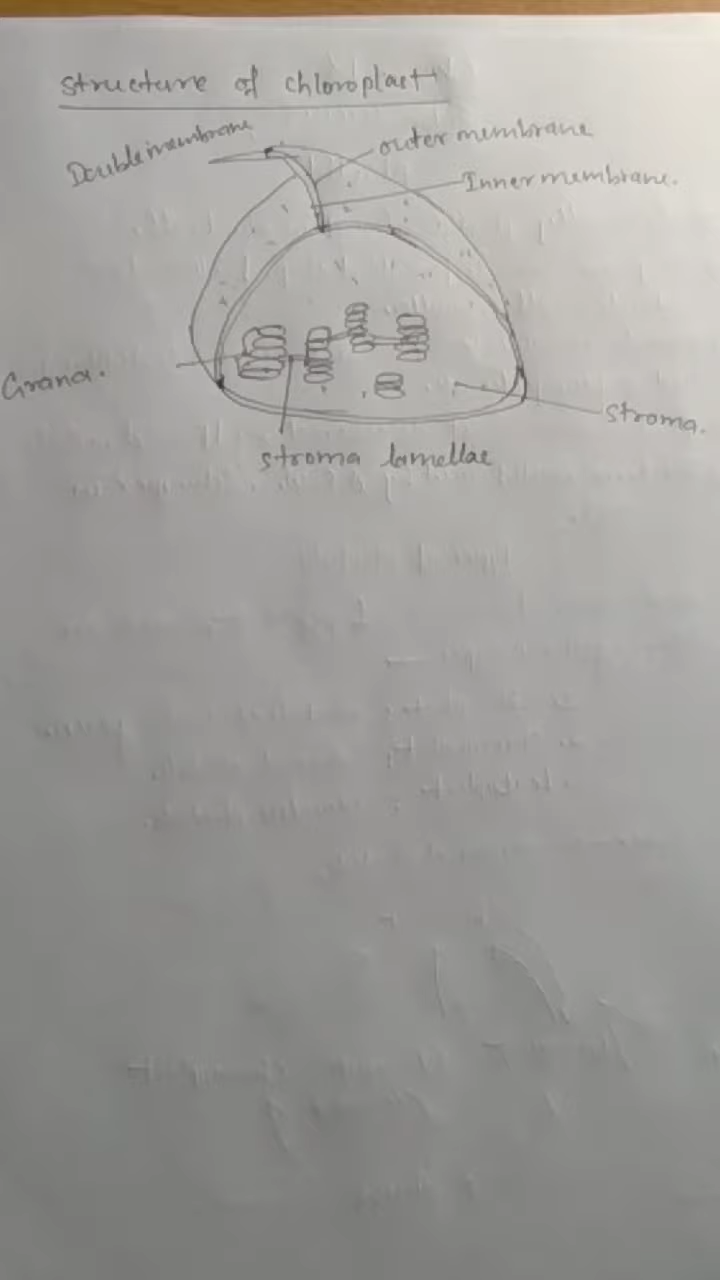 structure of chloroplast
Double membrane
outer membrane
Inner membrane.
Grana.
stroma.
stroma lamellae